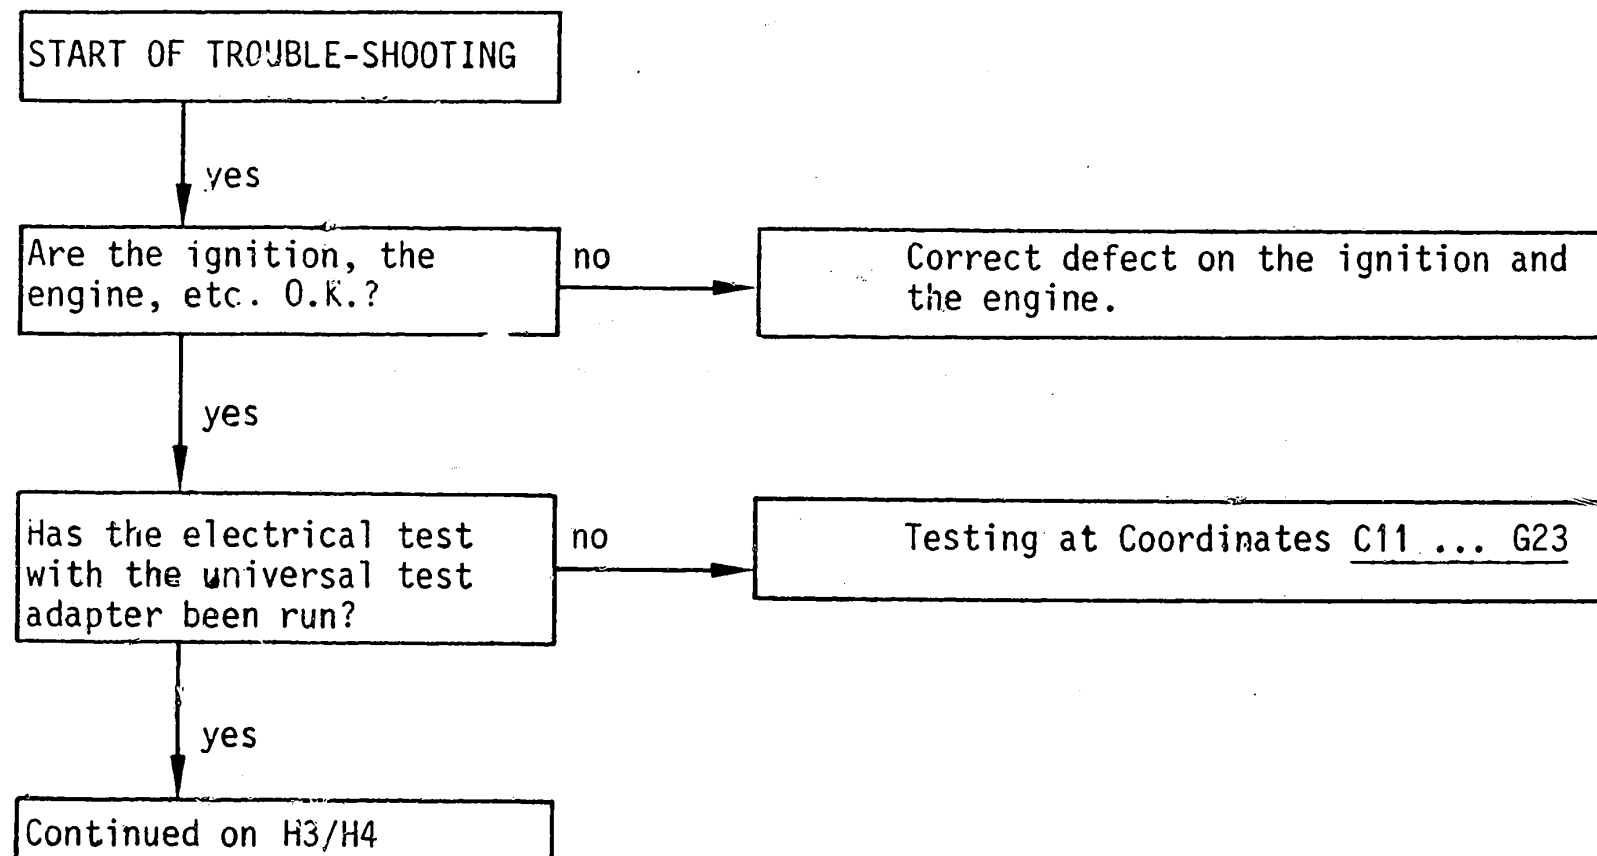 START OF TROUBLE-SHOOTING
yes
Are the ignition, the
engine, etc. O.K.?
no
Correct defect on the ignition and
the engine.
yes
Has the electrical test
with the universal test
adapter been run?
no
Testing at Coordinates C11 ... G23
yes
Continued on H3/H4